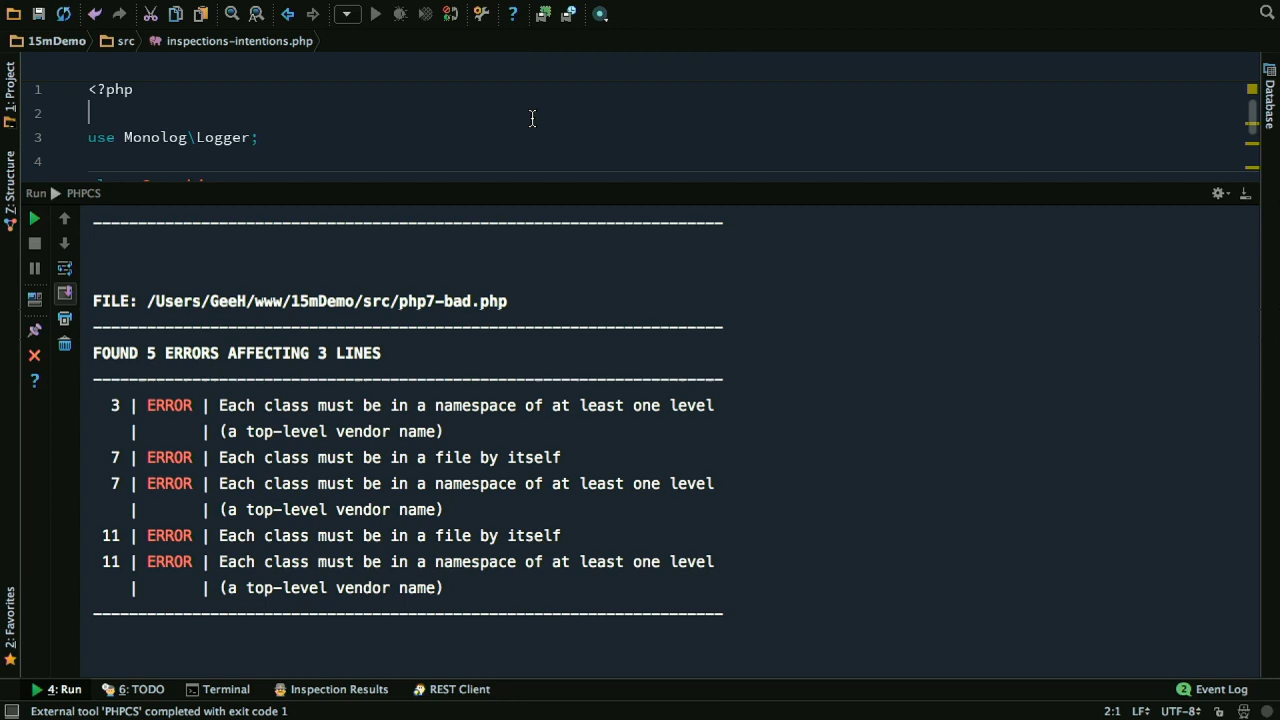 15mDemo src inspections-intentions.php
1: Project
Z: Structure
2: Favorites
Database
1 <?php
2
3 use Monolog\Logger;
4
Run PHPCS
FILE: /Users/GeeH/www/15mDemo/src/php7-bad.php
FOUND 5 ERRORS AFFECTING 3 LINES
3 | ERROR | Each class must be in a namespace of at least one level
| | (a top-level vendor name)
7 | ERROR | Each class must be in a file by itself
7 | ERROR | Each class must be in a namespace of at least one level
| | (a top-level vendor name)
11 | ERROR | Each class must be in a file by itself
11 | ERROR | Each class must be in a namespace of at least one level
| | (a top-level vendor name)
4: Run 6: TODO Terminal Inspection Results REST Client 2 Event Log
External tool 'PHPCS' completed with exit code 1 2:1 LF UTF-8